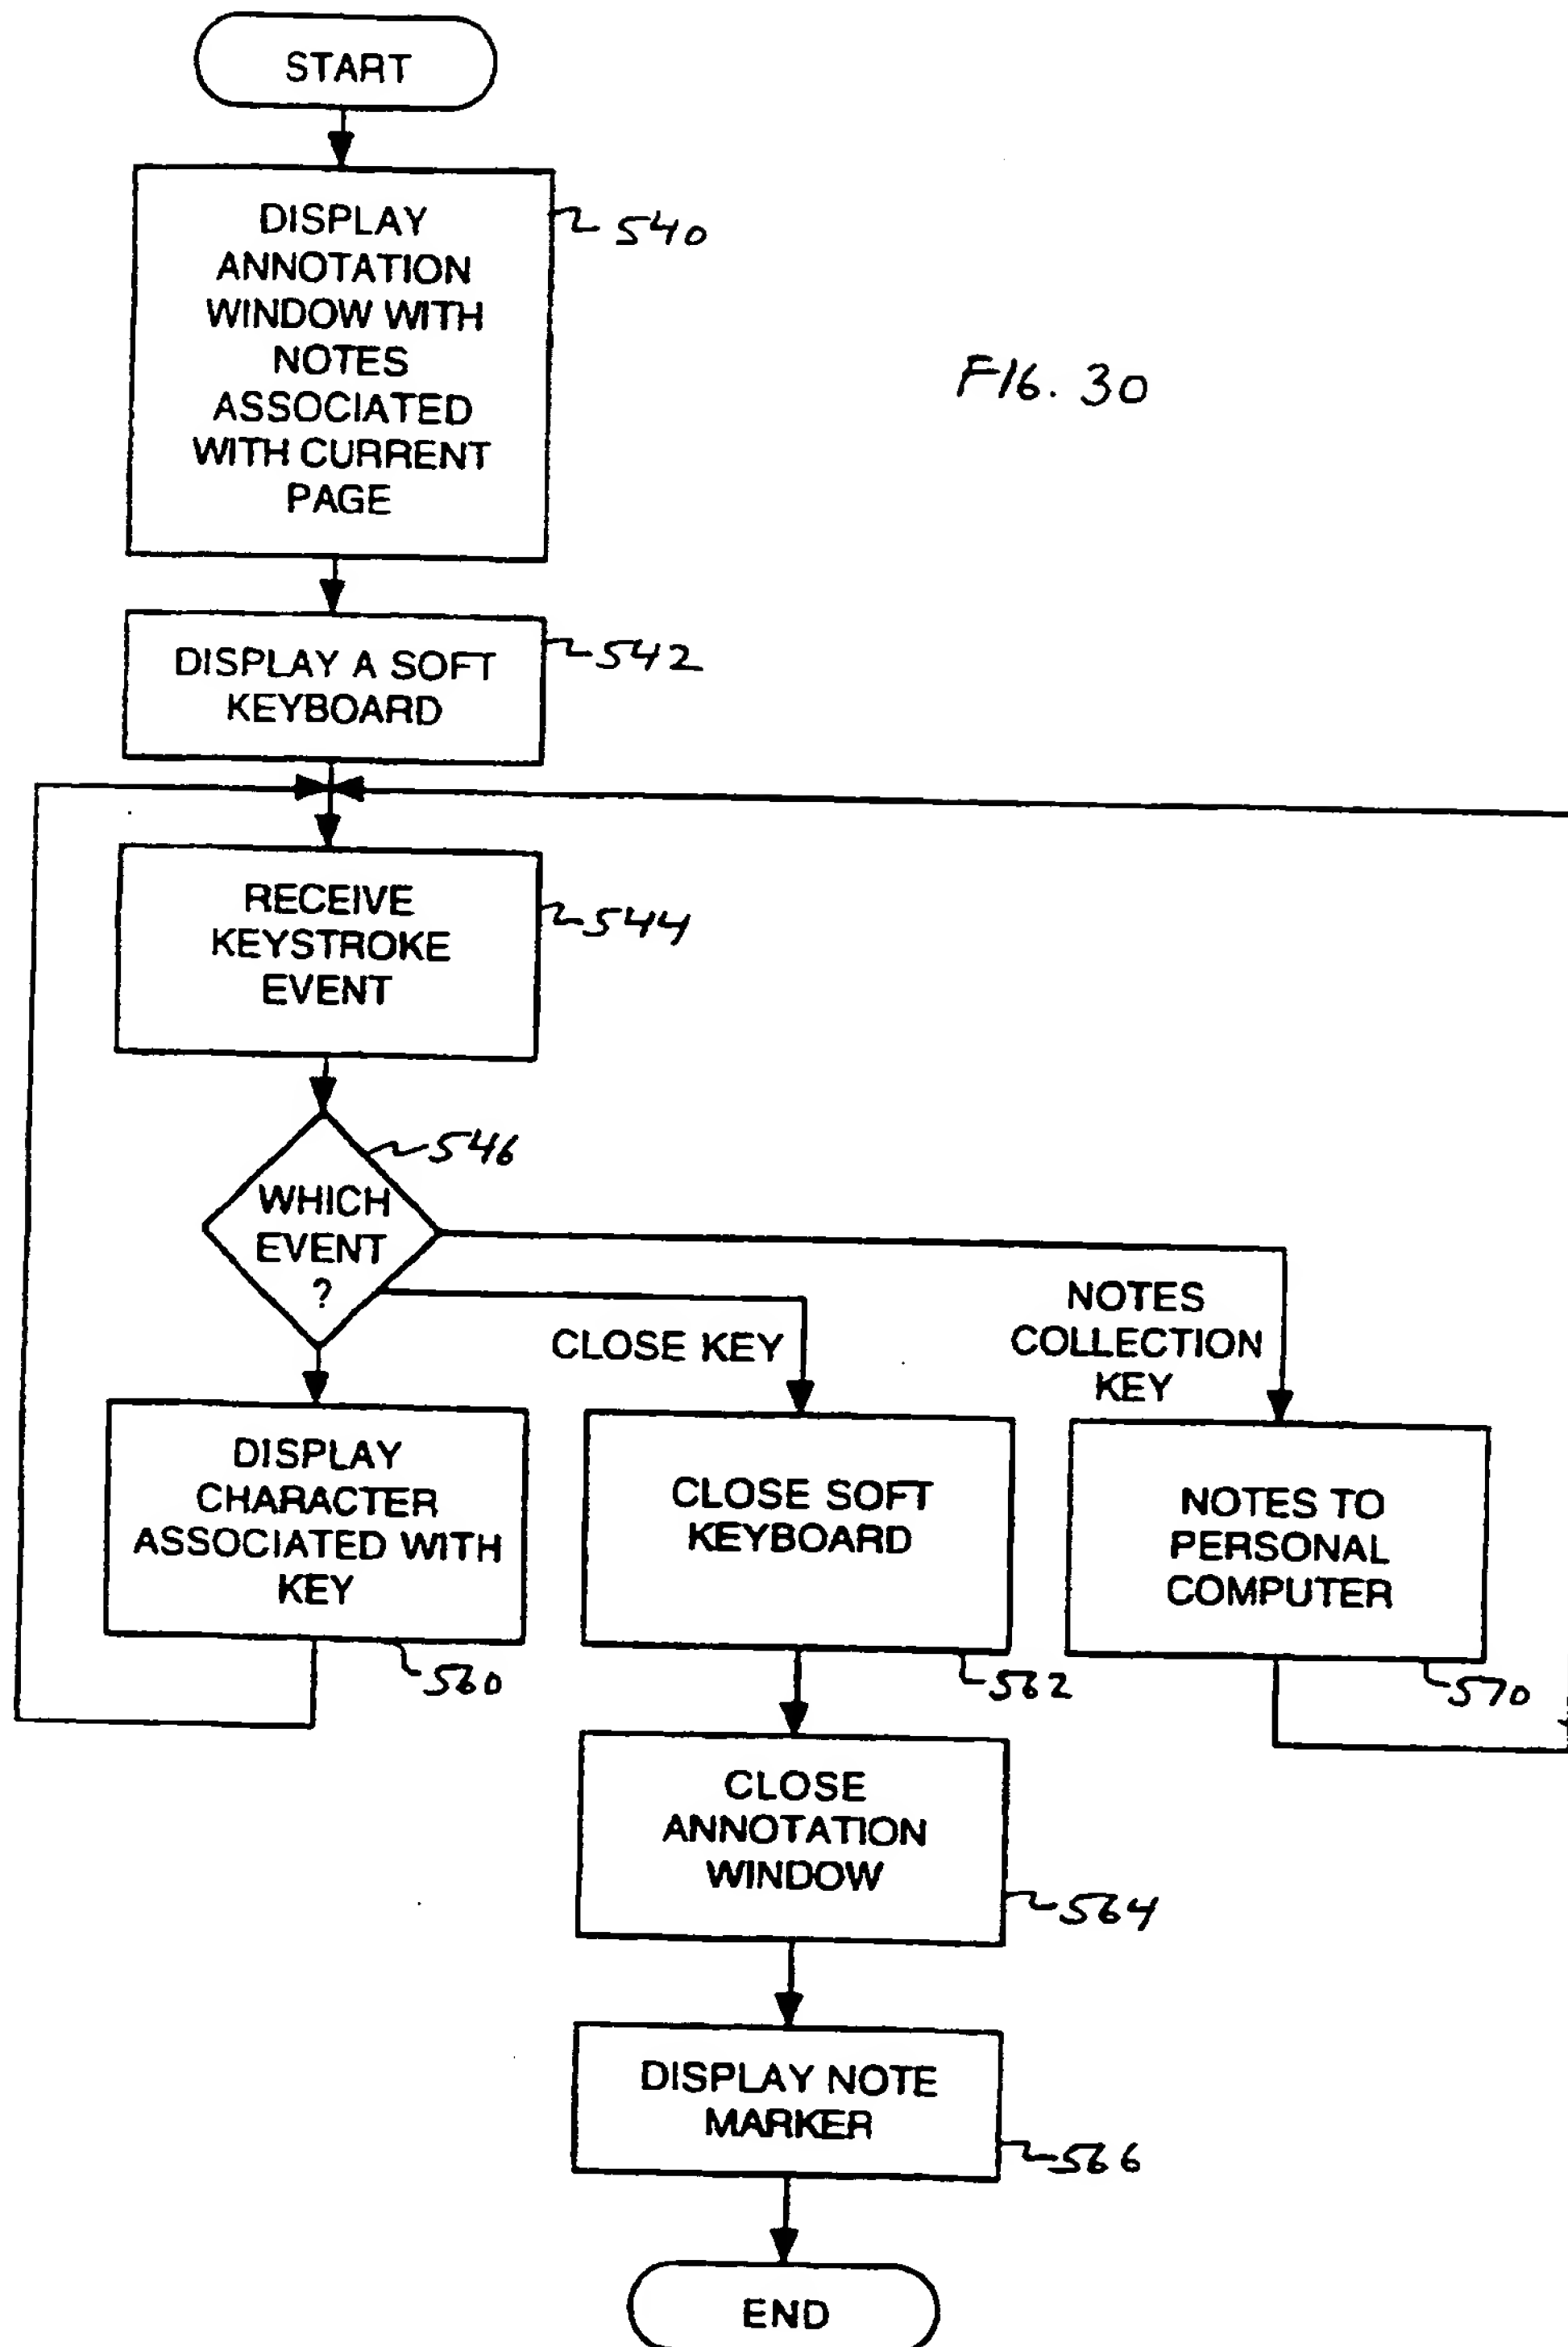 START
DISPLAY
ANNOTATION
WINDOW WITH
NOTES
ASSOCIATED
WITH CURRENT
PAGE
540
FIG. 30
DISPLAY A SOFT
KEYBOARD
542
RECEIVE
KEYSTROKE
EVENT
544
546
WHICH
EVENT
?
CLOSE KEY
NOTES
COLLECTION
KEY
DISPLAY
CHARACTER
ASSOCIATED WITH
KEY
560
CLOSE SOFT
KEYBOARD
562
NOTES TO
PERSONAL
COMPUTER
570
CLOSE
ANNOTATION
WINDOW
564
DISPLAY NOTE
MARKER
566
END